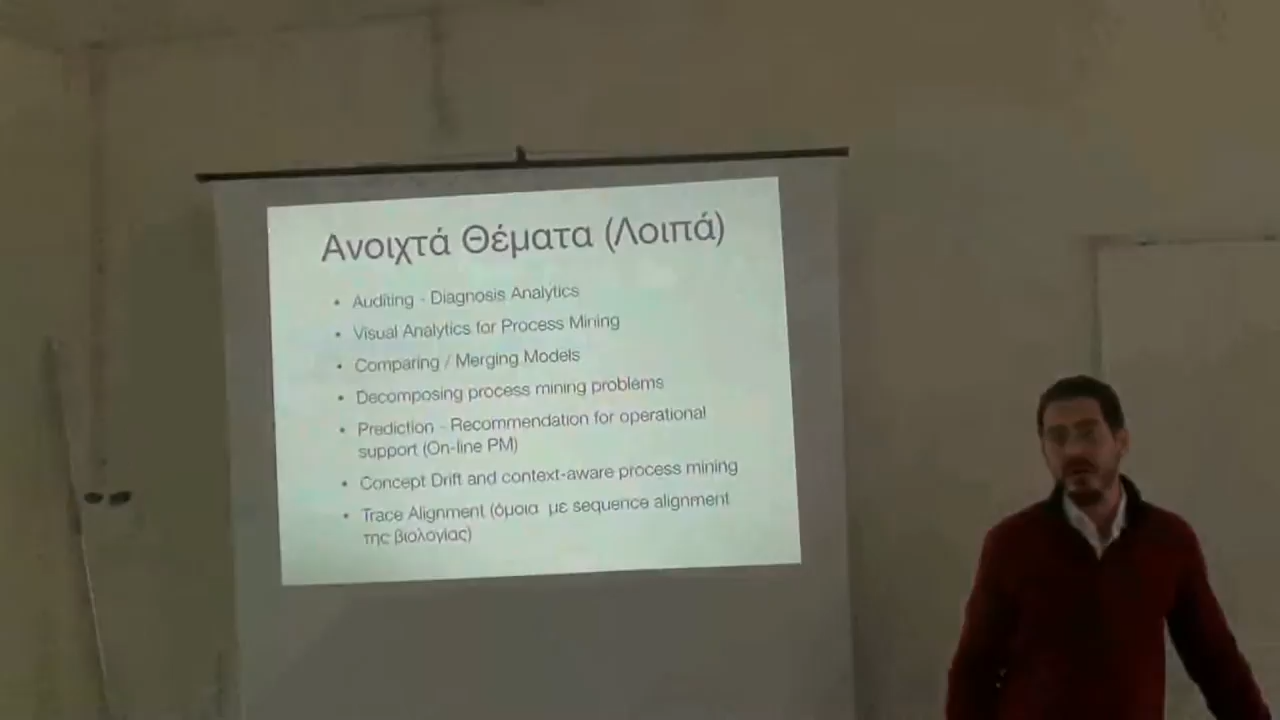 Ανοιχτά Θέματα (Λοιπά)
• Auditing - Diagnosis Analytics
• Visual Analytics for Process Mining
• Comparing / Merging Models
• Decomposing process mining problems
• Prediction - Recommendation for operational
support (On-line PM)
• Concept Drift and context-aware process mining
• Trace Alignment (όμοια με sequence alignment
της βιολογίας)